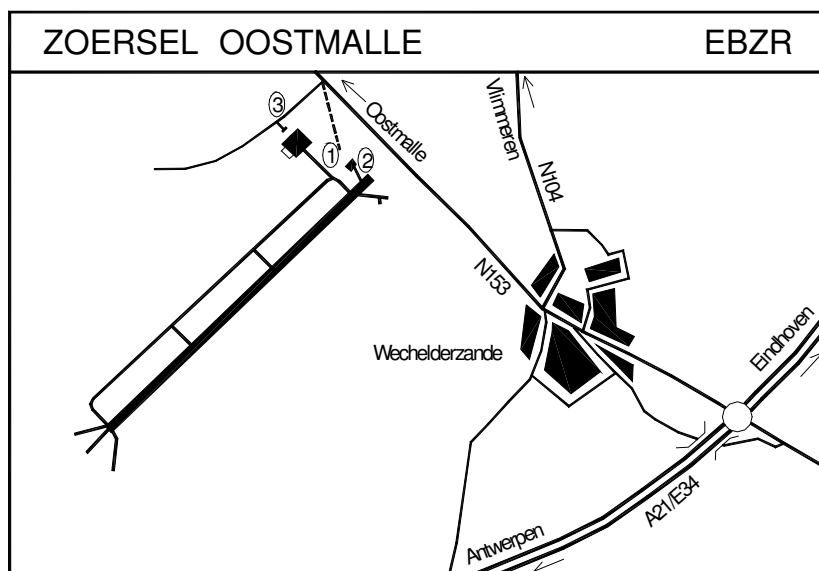 ZOERSEL OOSTMALLE EBZR
Oostmalle
Vlimmeren
3
1
2
N104
N153
Wechelderzande
Eindhoven
A21/E34
Antwerpen